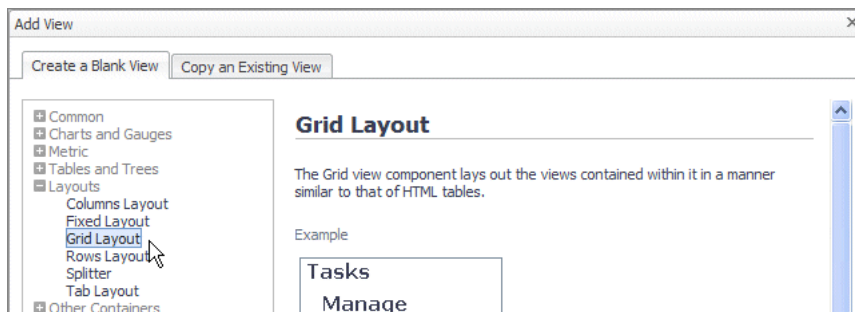 Add View
Create a Blank View
Copy an Existing View
Common
Charts and Gauges
Metric
Tables and Trees
Layouts
Columns Layout
Fixed Layout
Grid Layout
Rows Layout
Splitter
Tab Layout
Other Containers
Grid Layout
The Grid view component lays out the views contained within it in a manner
similar to that of HTML tables.
Example
Tasks
Manage